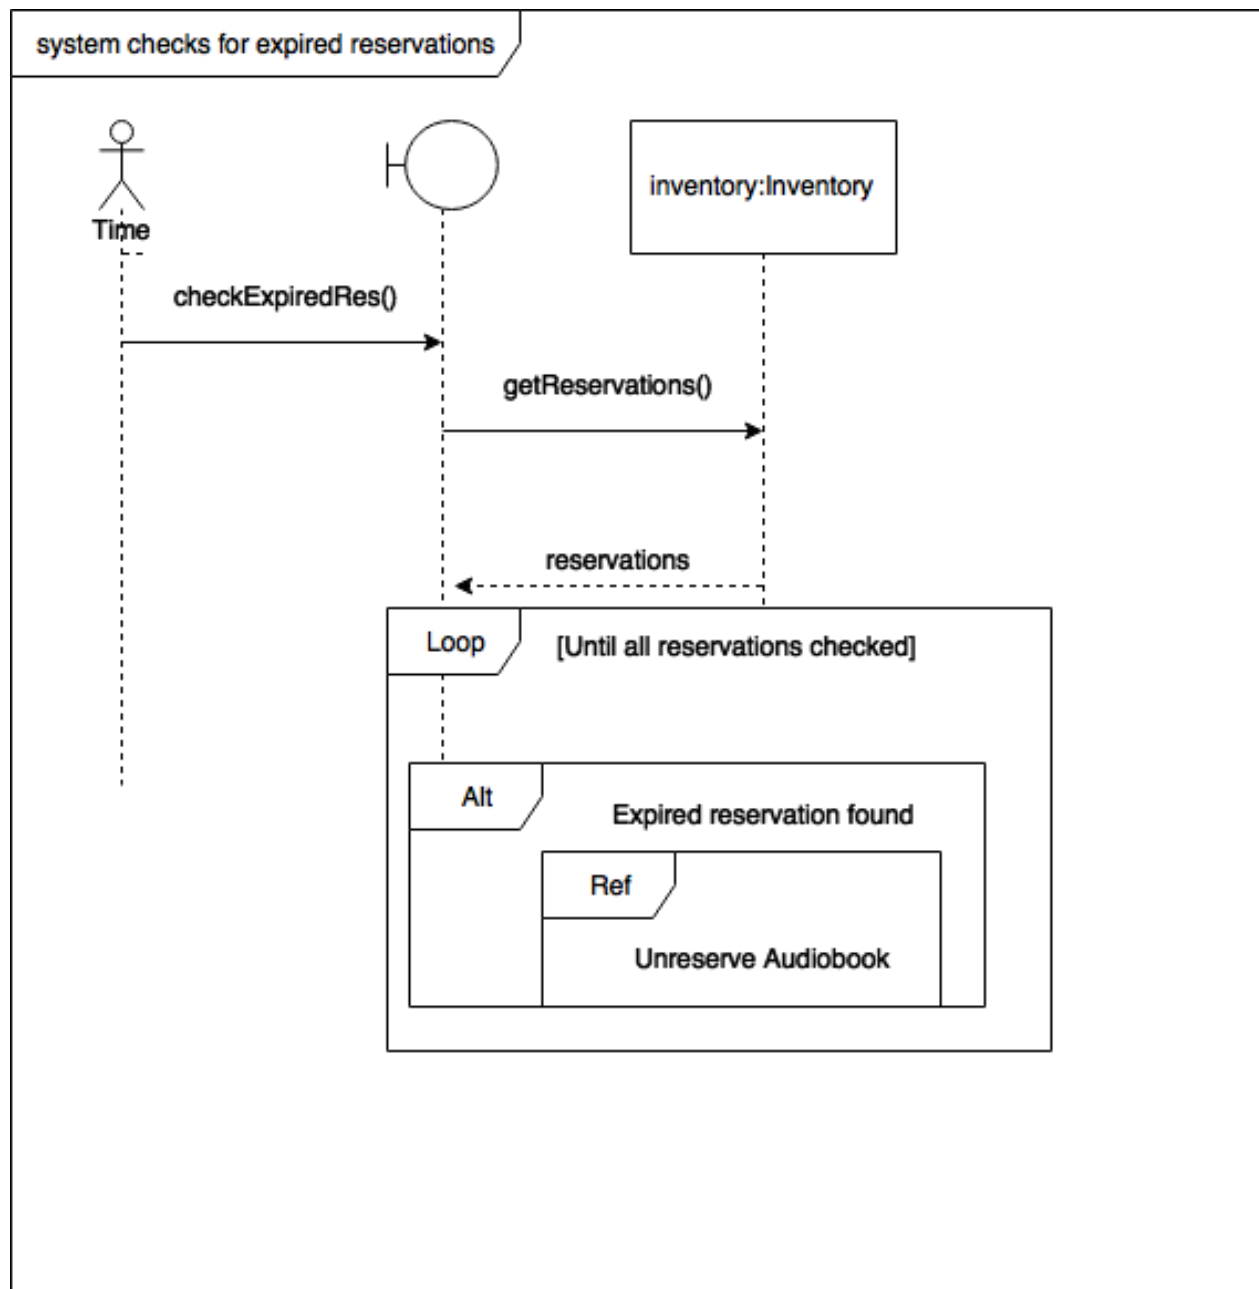 system checks for expired reservations
Time
inventory:Inventory
checkExpiredRes()
getReservations()
reservations
Loop
[Until all reservations checked]
Alt
Expired reservation found
Ref
Unreserve Audiobook